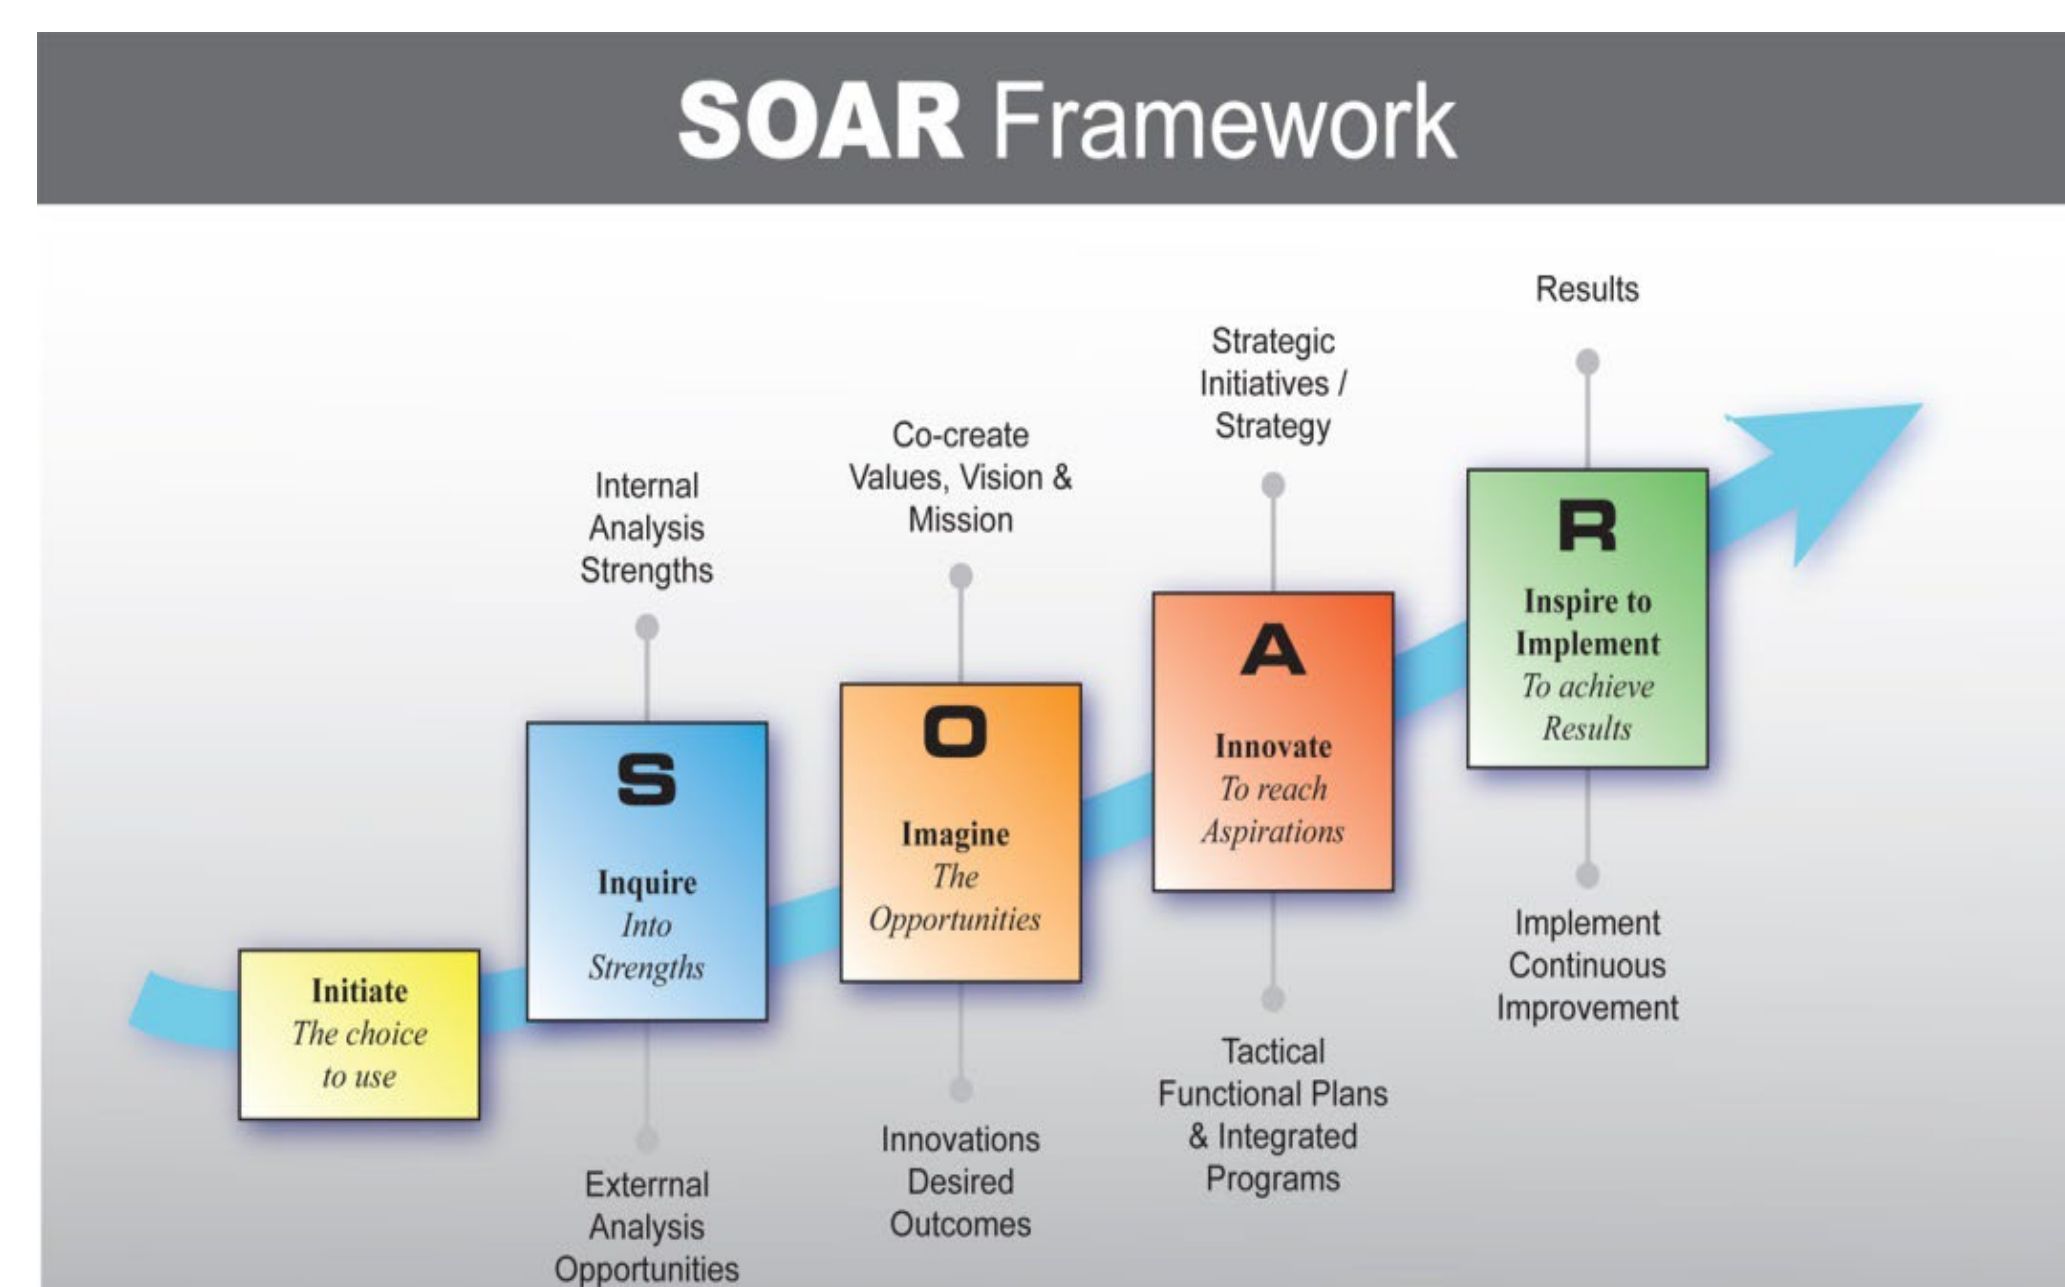 SOAR Framework
Initiate
The choice
to use
Internal
Analysis
Strengths
S
Inquire
Into
Strengths
Exterrnal
Analysis
Opportunities
Co-create
Values, Vision &
Mission
O
Imagine
The
Opportunities
Innovations
Desired
Outcomes
Strategic
Initiatives /
Strategy
A
Innovate
To reach
Aspirations
Tactical
Functional Plans
& Integrated
Programs
Results
R
Inspire to
Implement
To achieve
Results
Implement
Continuous
Improvement